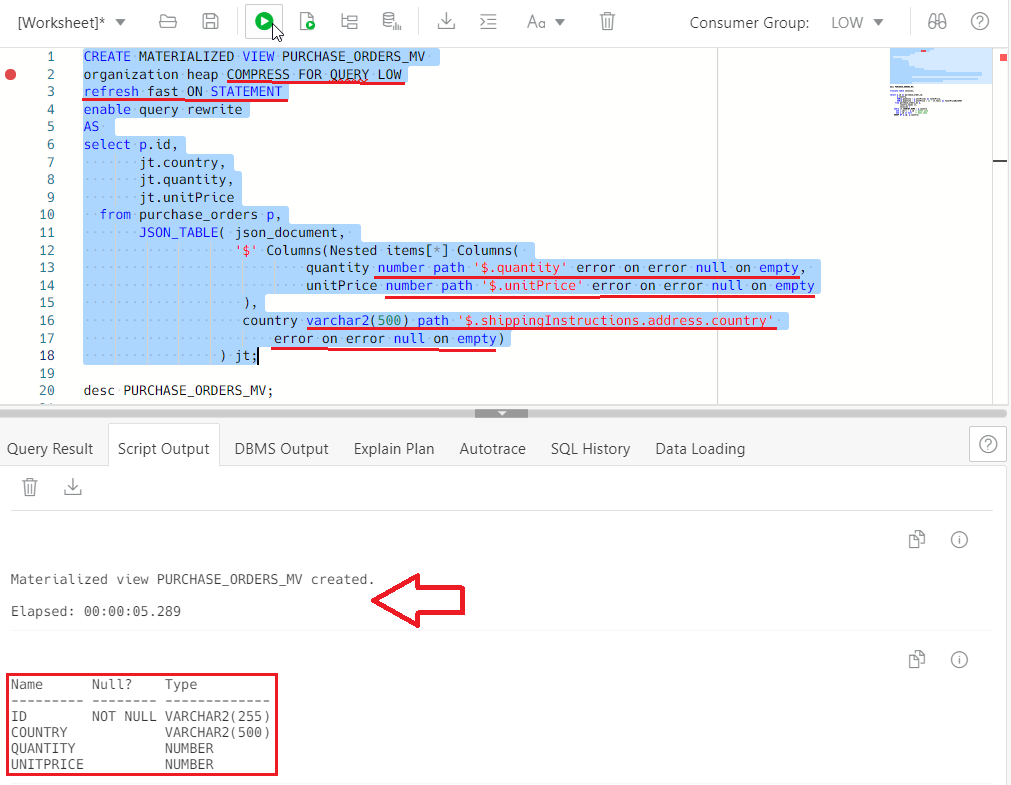 [Worksheet]* Aa Consumer Group: LOW
1 CREATE MATERIALIZED VIEW PURCHASE_ORDERS_MV
2 organization heap COMPRESS FOR QUERY LOW
3 refresh fast ON STATEMENT
4 enable query rewrite
5 AS
6 select p.id,
7 jt.country,
8 jt.quantity,
9 jt.unitPrice
10 from purchase_orders p,
11 JSON_TABLE( json_document,
12 '$' Columns(Nested items[*] Columns(
13 quantity number path '$.quantity' error on error null on empty,
14 unitPrice number path '$.unitPrice' error on error null on empty
15 ),
16 country varchar2(500) path '$.shippingInstructions.address.country'
17 error on error null on empty)
18 ) jt;
19
20 desc PURCHASE_ORDERS_MV;
Query Result Script Output DBMS Output Explain Plan Autotrace SQL History Data Loading
Materialized view PURCHASE_ORDERS_MV created.
Elapsed: 00:00:05.289
Name Null? Type
--------- -------- -------------
ID NOT NULL VARCHAR2(255)
COUNTRY VARCHAR2(500)
QUANTITY NUMBER
UNITPRICE NUMBER